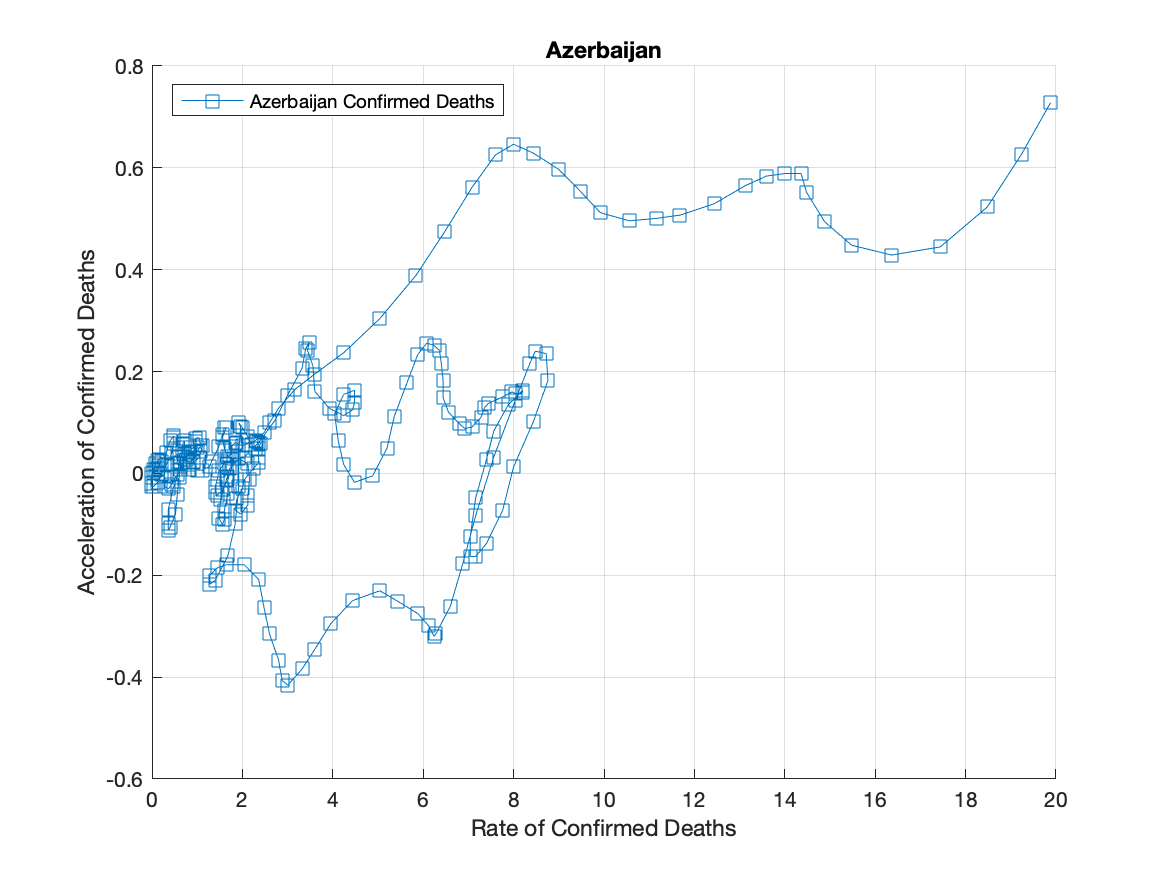 Azerbaijan
Azerbaijan Confirmed Deaths
Acceleration of Confirmed Deaths
0.8
0.6
0.4
0.2
0
-0.2
-0.4
-0.6
0 2 4 6 8 10 12 14 16 18 20
Rate of Confirmed Deaths